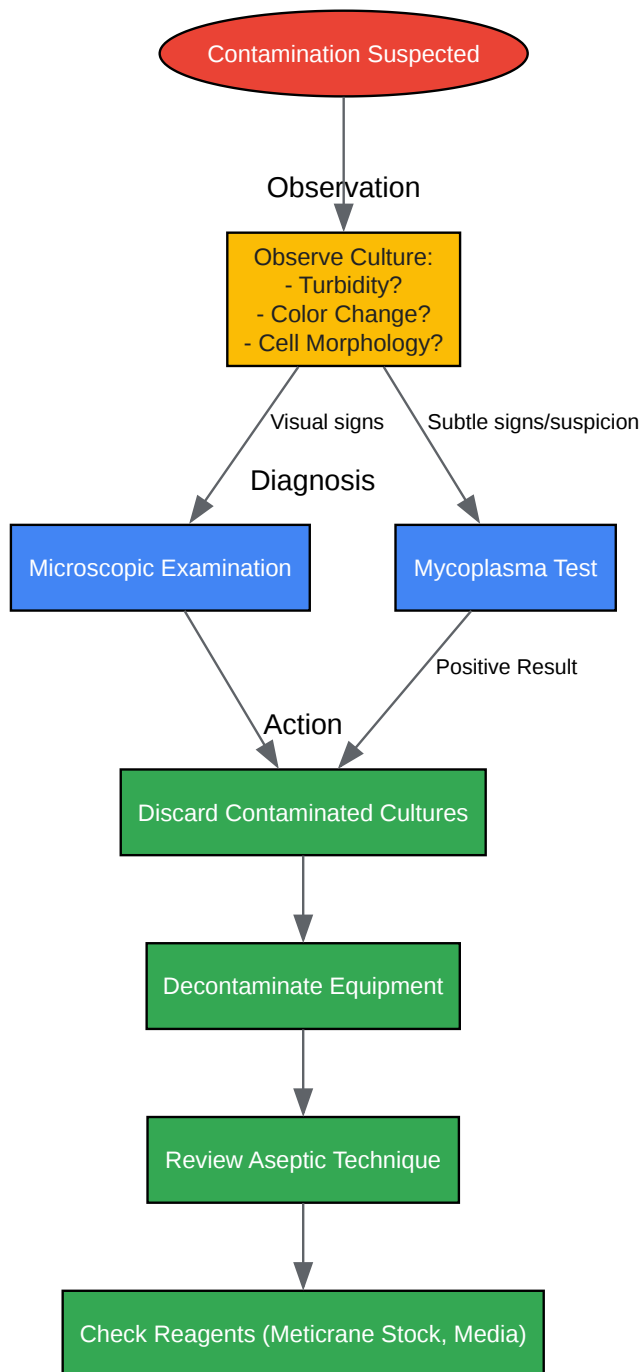 Contamination Suspected
Observation
Observe Culture:
- Turbidity?
- Color Change?
- Cell Morphology?
Visual signs
Subtle signs/suspicion
Diagnosis
Microscopic Examination
Mycoplasma Test
Positive Result
Action
Discard Contaminated Cultures
Decontaminate Equipment
Review Aseptic Technique
Check Reagents (Meticrane Stock, Media)